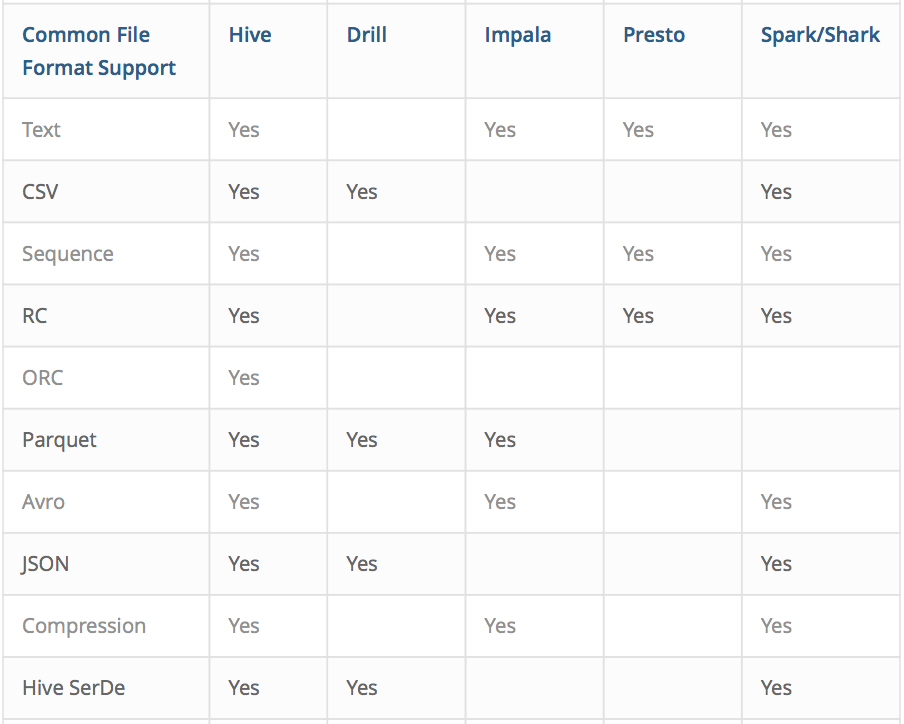 Common File Format Support Hive Drill Impala Presto Spark/Shark
Text Yes Yes Yes Yes
CSV Yes Yes Yes
Sequence Yes Yes Yes Yes
RC Yes Yes Yes Yes
ORC Yes
Parquet Yes Yes Yes
Avro Yes Yes Yes
JSON Yes Yes Yes
Compression Yes Yes Yes
Hive SerDe Yes Yes Yes